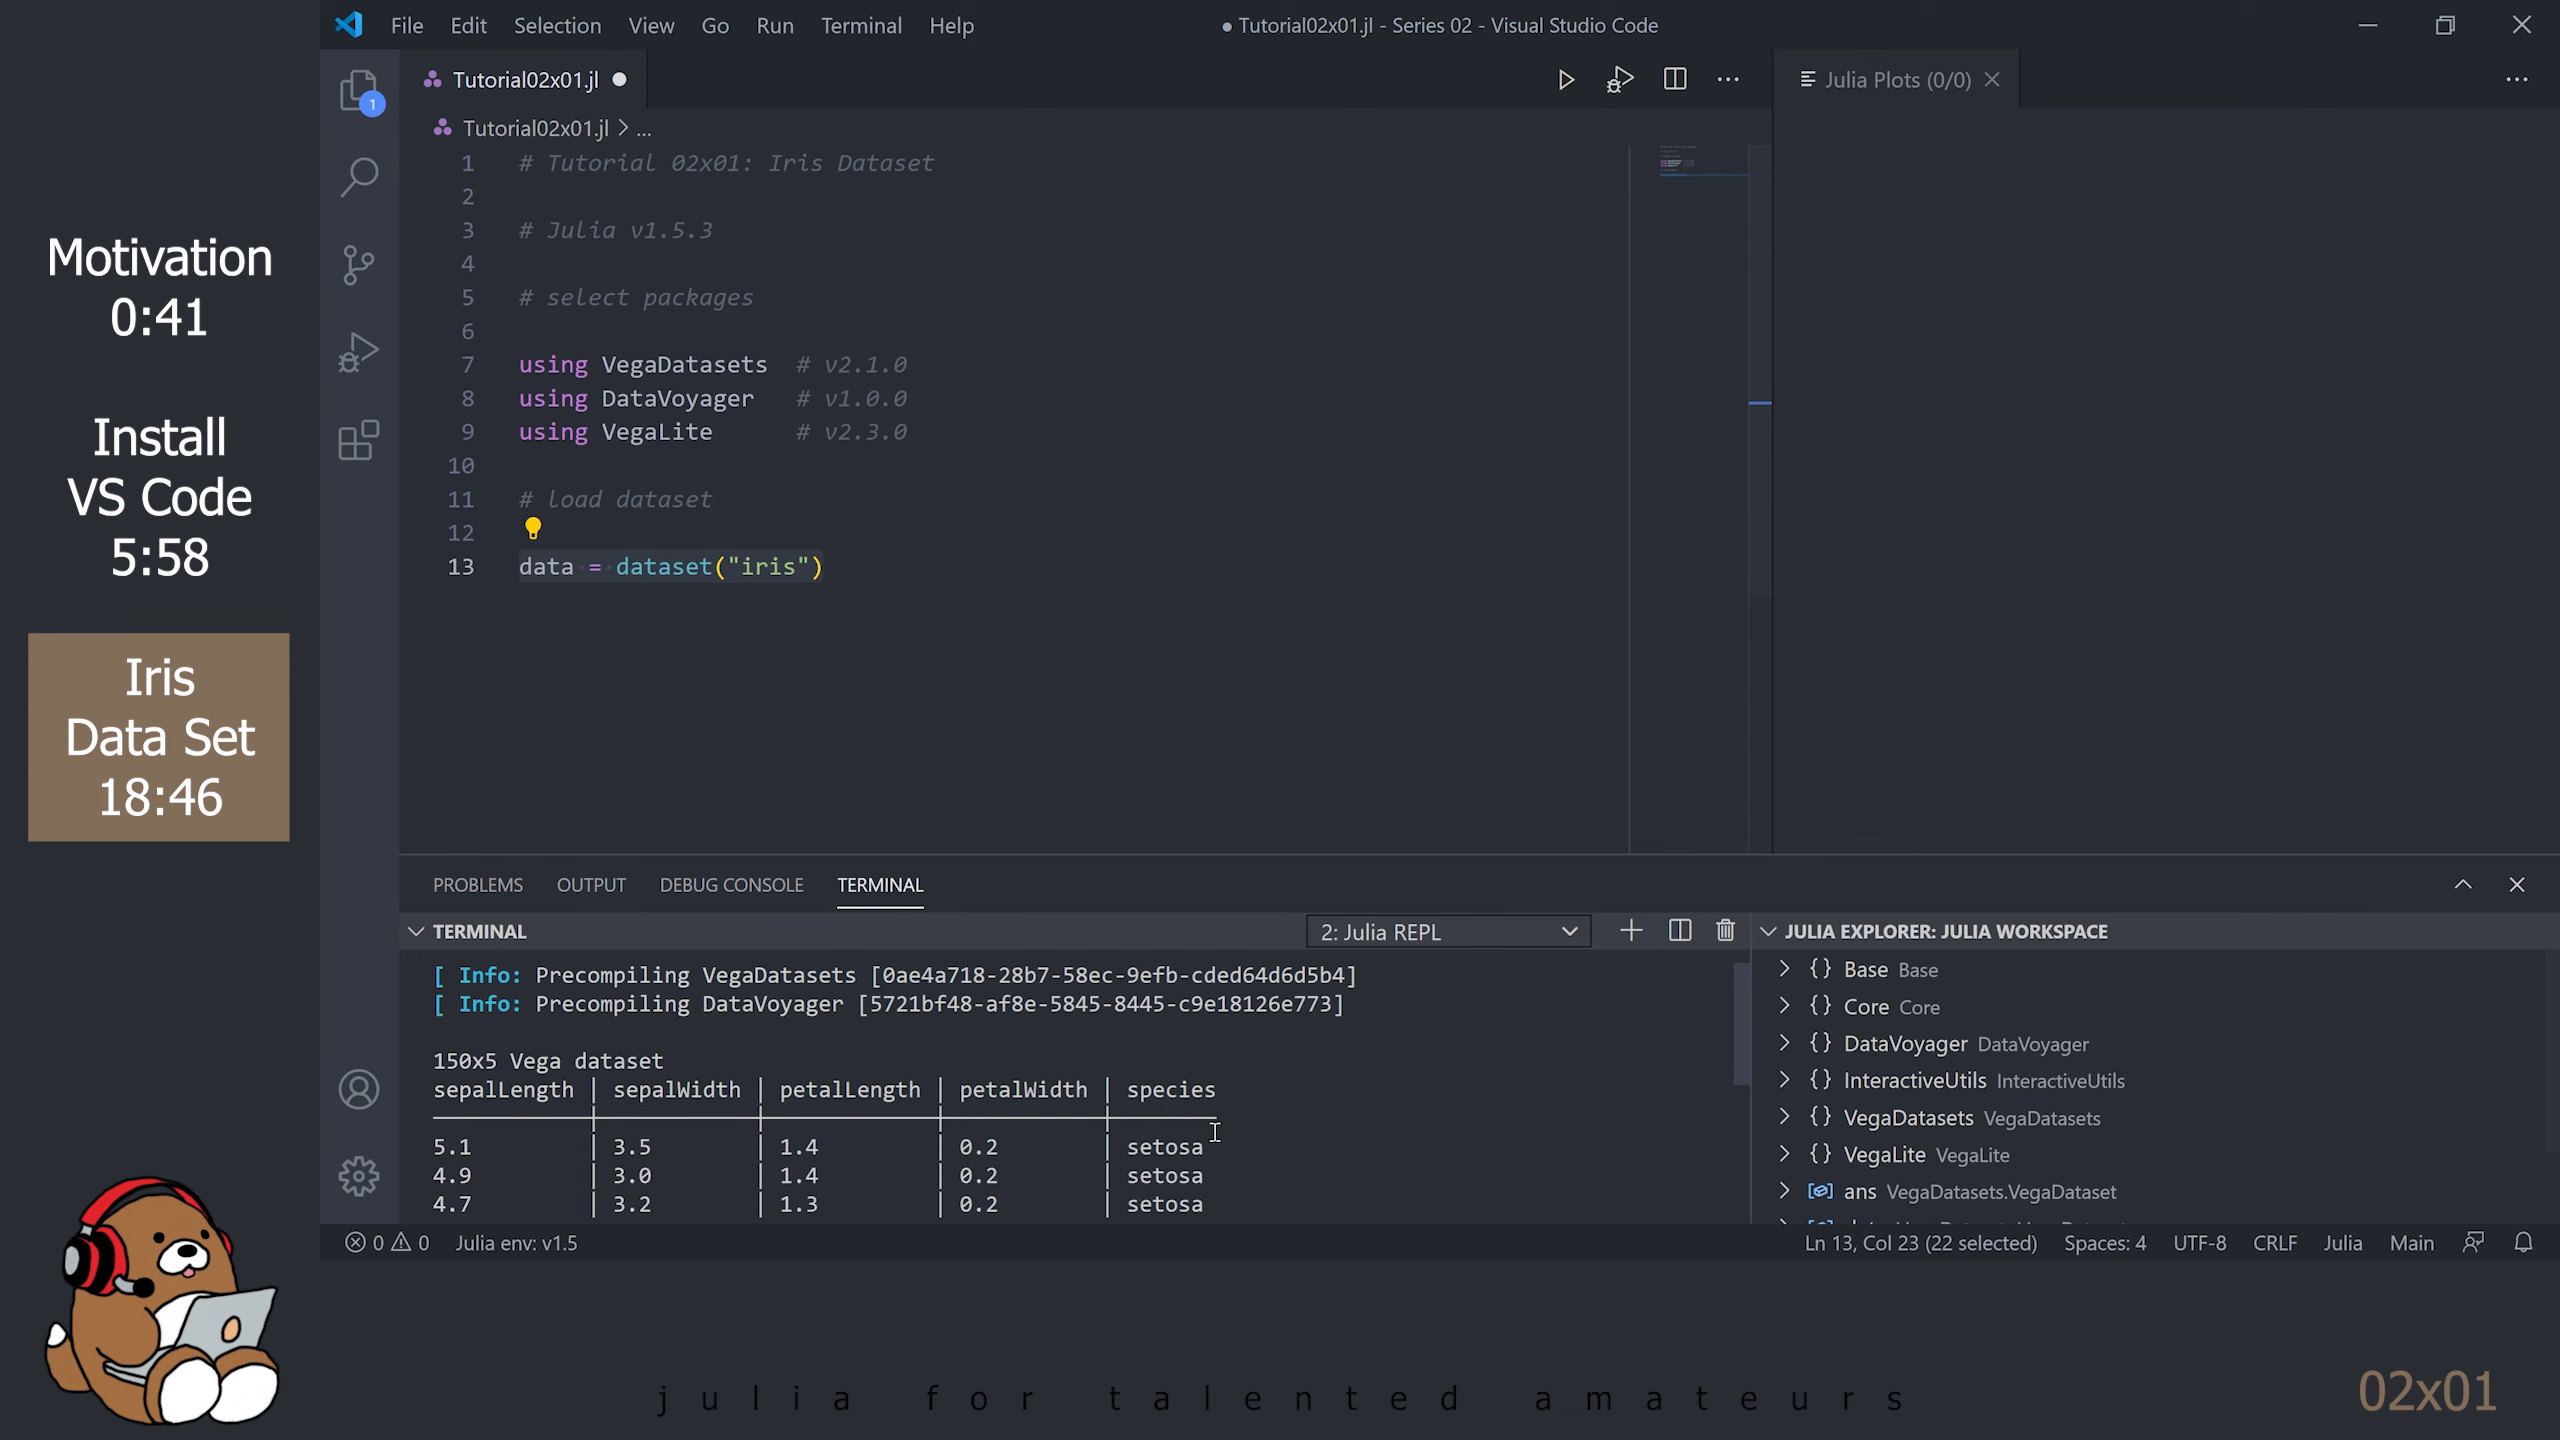 File Edit Selection View Go Run Terminal Help
● Tutorial02x01.jl - Series 02 - Visual Studio Code
Motivation
0:41
Install
VS Code
5:58
Iris
Data Set
18:46
1
Tutorial02x01.jl
Julia Plots (0/0)
Tutorial02x01.jl > ...
1 # Tutorial 02x01: Iris Dataset
2
3 # Julia v1.5.3
4
5 # select packages
6
7 using VegaDatasets # v2.1.0
8 using DataVoyager # v1.0.0
9 using VegaLite # v2.3.0
10
11 # load dataset
12
13 data = dataset("iris")
PROBLEMS OUTPUT DEBUG CONSOLE TERMINAL
TERMINAL
2: Julia REPL
[ Info: Precompiling VegaDatasets [0ae4a718-28b7-58ec-9efb-cded64d6d5b4]
[ Info: Precompiling DataVoyager [5721bf48-af8e-5845-8445-c9e18126e773]
150x5 Vega dataset
sepalLength | sepalWidth | petalLength | petalWidth | species
5.1 | 3.5 | 1.4 | 0.2 | setosa
4.9 | 3.0 | 1.4 | 0.2 | setosa
4.7 | 3.2 | 1.3 | 0.2 | setosa
JULIA EXPLORER: JULIA WORKSPACE
{} Base Base
{} Core Core
{} DataVoyager DataVoyager
{} InteractiveUtils InteractiveUtils
{} VegaDatasets VegaDatasets
{} VegaLite VegaLite
ans VegaDatasets.VegaDataset
0 0 Julia env: v1.5
Ln 13, Col 23 (22 selected) Spaces: 4 UTF-8 CRLF Julia Main
julia for talented amateurs
02x01